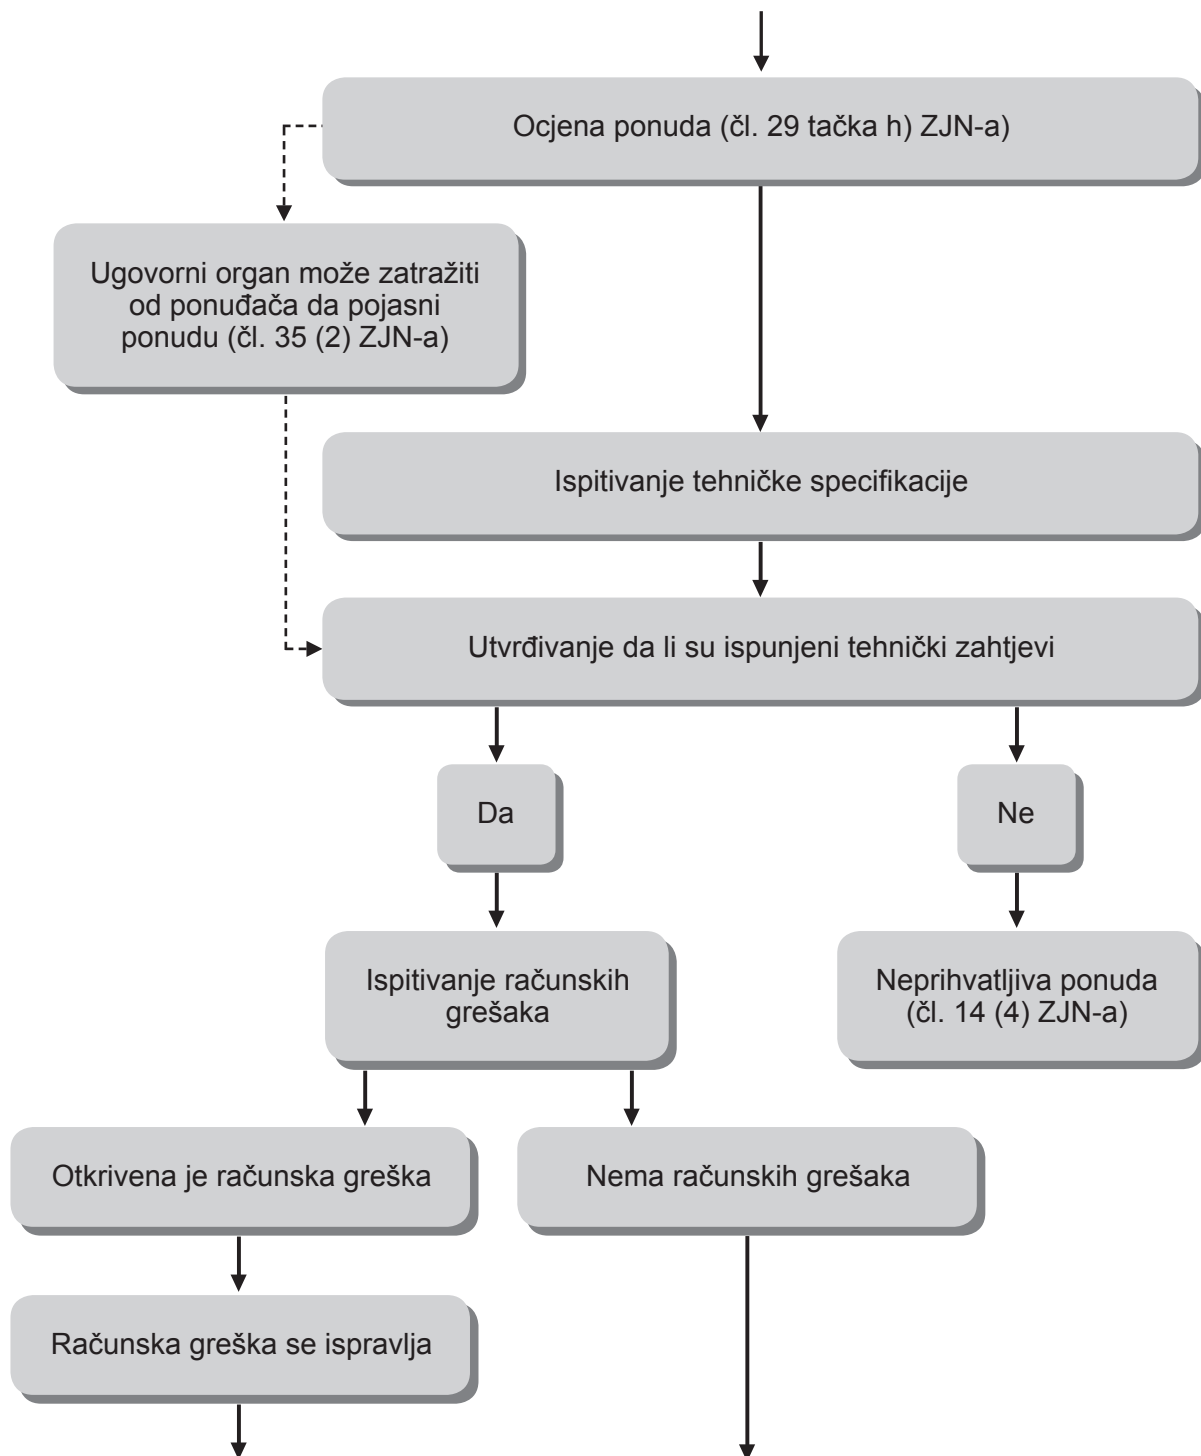 Ocjena ponuda (čl. 29 tačka h) ZJN-a)
Ugovorni organ može zatražiti
od ponuđača da pojasni
ponudu (čl. 35 (2) ZJN-a)
Ispitivanje tehničke specifikacije
Utvrđivanje da li su ispunjeni tehnički zahtjevi
Da
Ne
Ispitivanje računskih
grešaka
Neprihvatljiva ponuda
(čl. 14 (4) ZJN-a)
Otkrivena je računska greška
Nema računskih grešaka
Računska greška se ispravlja